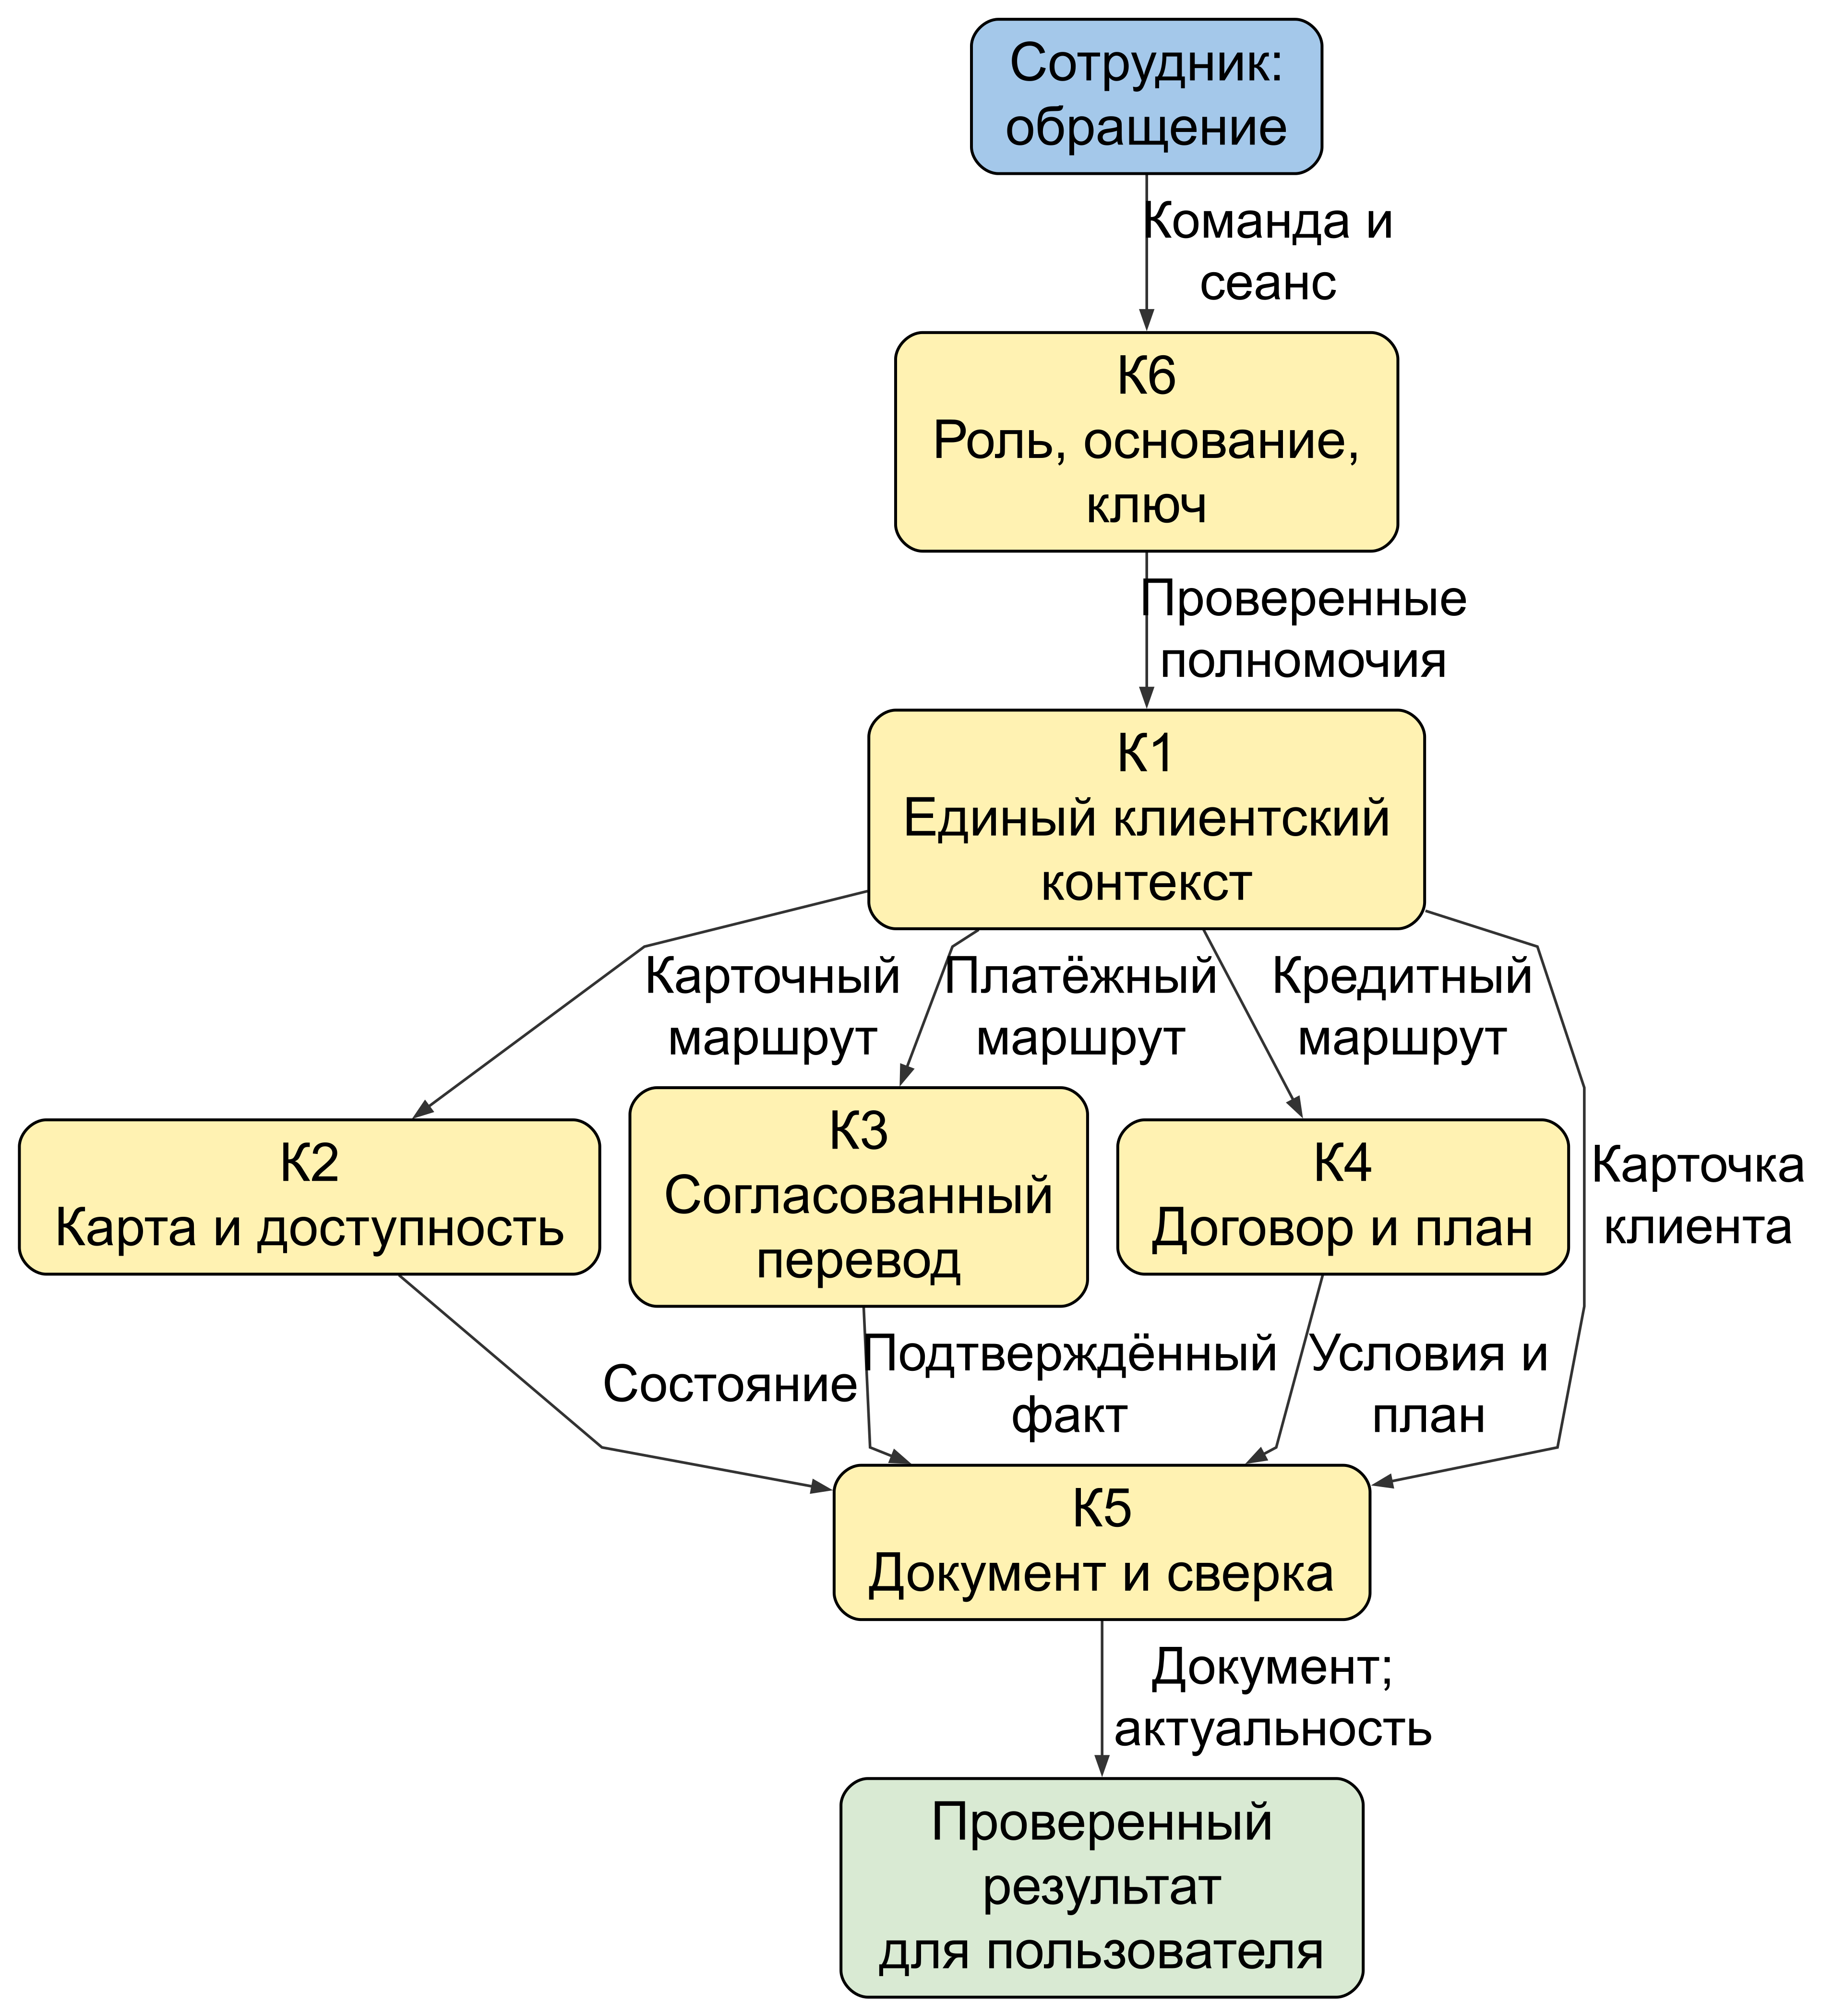 Сотрудник:
обращение
Команда и
сеанс
К6
Роль, основание,
ключ
Проверенные
полномочия
К1
Единый клиентский
контекст
Карточный
маршрут
Платёжный
маршрут
Кредитный
маршрут
Карточка
клиента
К2
Карта и доступность
К3
Согласованный
перевод
К4
Договор и план
Состояние
Подтверждённый
факт
Условия и
план
К5
Документ и сверка
Документ;
актуальность
Проверенный
результат
для пользователя